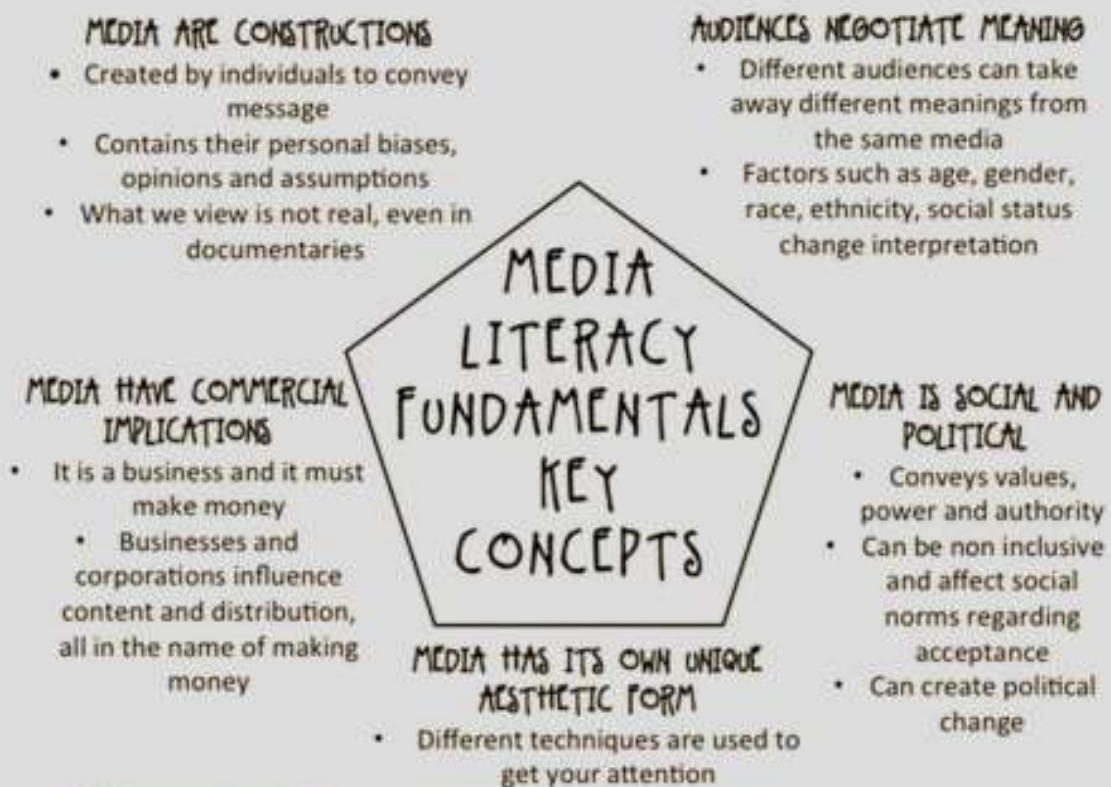 MEDIA ARE CONSTRUCTIONS
• Created by individuals to convey
message
• Contains their personal biases,
opinions and assumptions
• What we view is not real, even in
documentaries
AUDIENCES NEGOTIATE MEANING
• Different audiences can take
away different meanings from
the same media
• Factors such as age, gender,
race, ethnicity, social status
change interpretation
MEDIA
LITERACY
FUNDAMENTALS
KEY
CONCEPTS
MEDIA HAVE COMMERCIAL
IMPLICATIONS
• It is a business and it must
make money
• Businesses and
corporations influence
content and distribution,
all in the name of making
money
MEDIA IS SOCIAL AND
POLITICAL
• Conveys values,
power and authority
• Can be non inclusive
and affect social
norms regarding
acceptance
• Can create political
change
MEDIA HAS ITS OWN UNIQUE
AESTHETIC FORM
• Different techniques are used to
get your attention